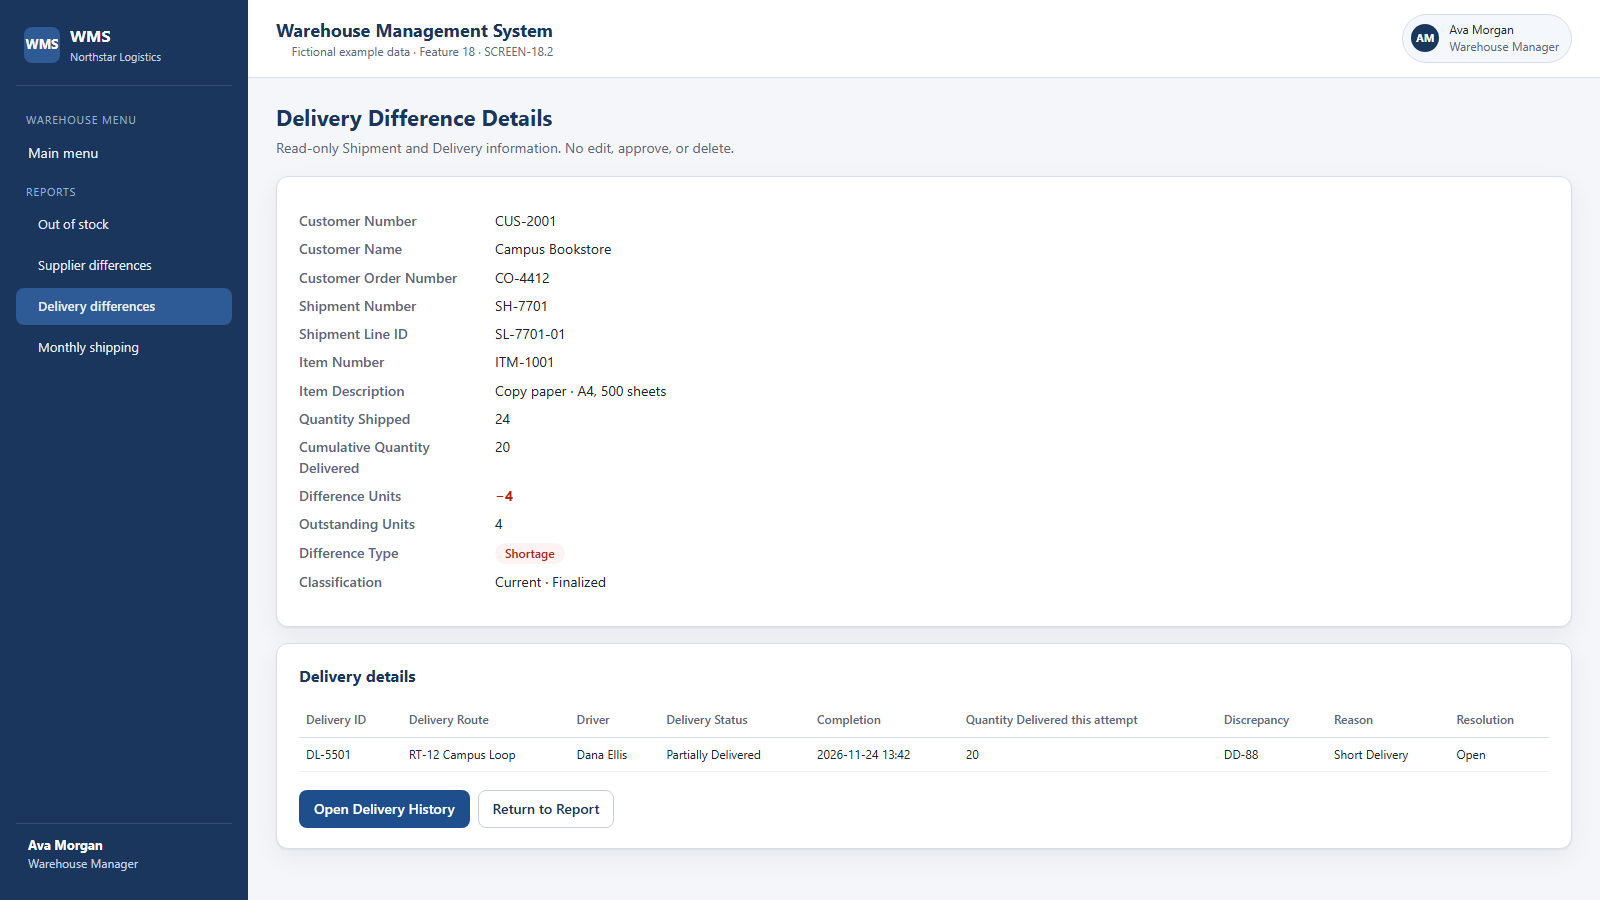 WMS
WMS
Northstar Logistics
WAREHOUSE MENU
Main menu
REPORTS
Out of stock
Supplier differences
Delivery differences
Monthly shipping
Ava Morgan
Warehouse Manager
Warehouse Management System
Fictional example data · Feature 18 · SCREEN-18.2
AM
Ava Morgan
Warehouse Manager
Delivery Difference Details
Read-only Shipment and Delivery information. No edit, approve, or delete.
Customer Number CUS-2001
Customer Name Campus Bookstore
Customer Order Number CO-4412
Shipment Number SH-7701
Shipment Line ID SL-7701-01
Item Number ITM-1001
Item Description Copy paper · A4, 500 sheets
Quantity Shipped 24
Cumulative Quantity 20
Delivered
Difference Units −4
Outstanding Units 4
Difference Type Shortage
Classification Current · Finalized
Delivery details
Delivery ID Delivery Route Driver Delivery Status Completion Quantity Delivered this attempt Discrepancy Reason Resolution
DL-5501 RT-12 Campus Loop Dana Ellis Partially Delivered 2026-11-24 13:42 20 DD-88 Short Delivery Open
Open Delivery History Return to Report